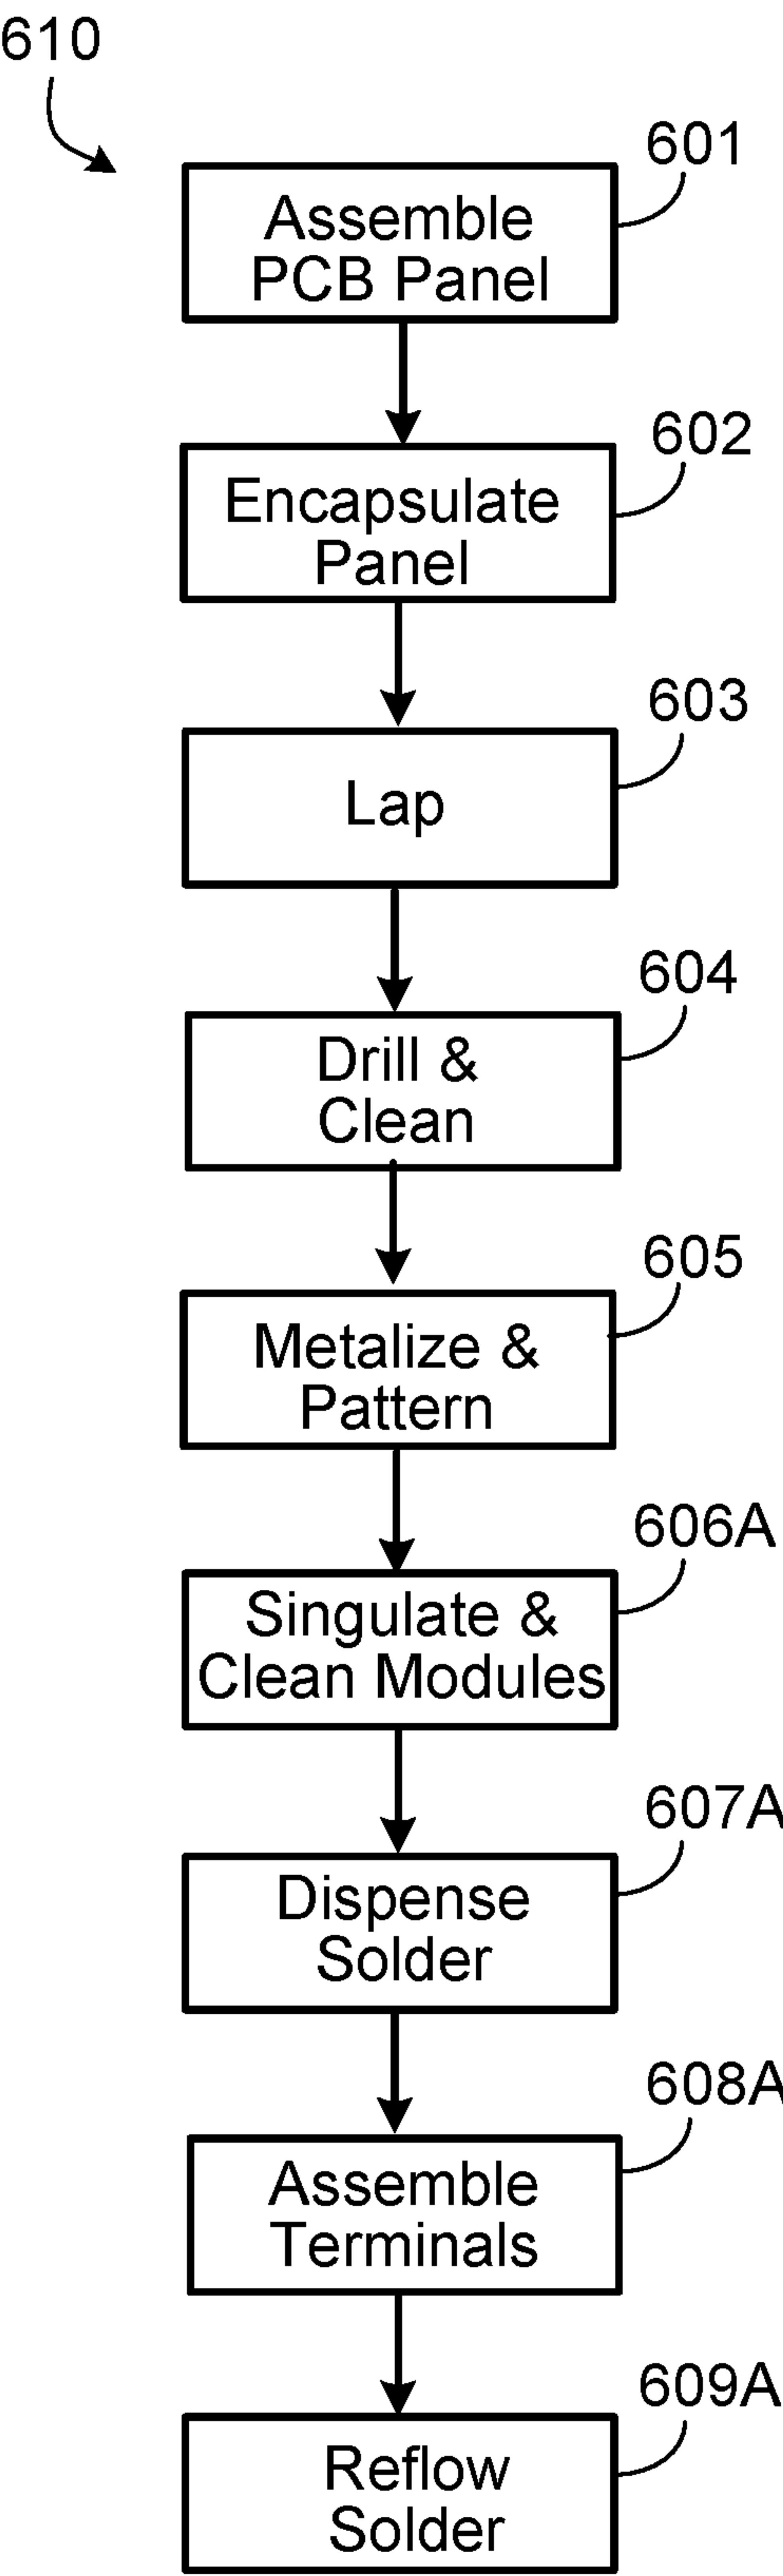 610
601
Assemble
PCB Panel
602
Encapsulate
Panel
603
Lap
604
Drill &
Clean
605
Metalize &
Pattern
606A
Singulate &
Clean Modules
607A
Dispense
Solder
608A
Assemble
Terminals
609A
Reflow
Solder